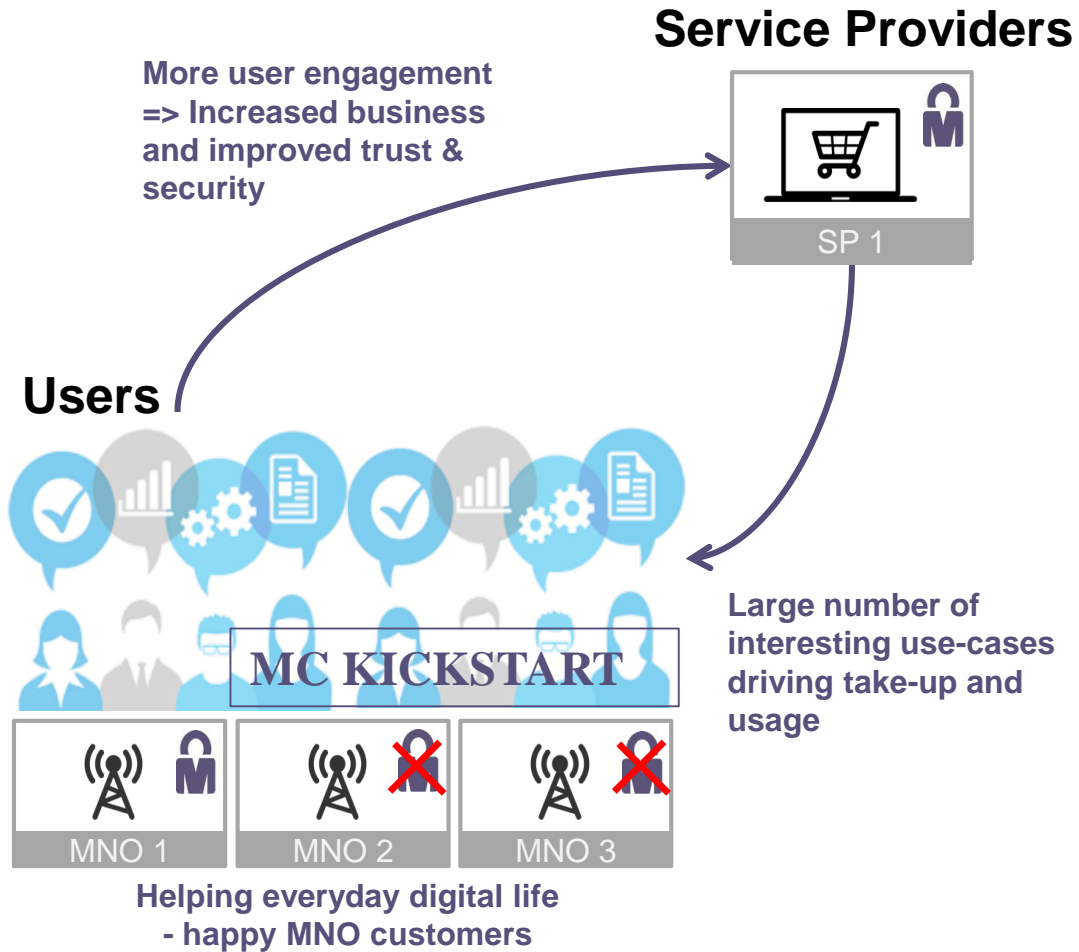 Service Providers
More user engagement
=> Increased business
and improved trust &
security
M
SP 1
Users
MC KICKSTART
Large number of
interesting use-cases
driving take-up and
usage
M
M
M
MNO 1
MNO 2
MNO 3
Helping everyday digital life
- happy MNO customers